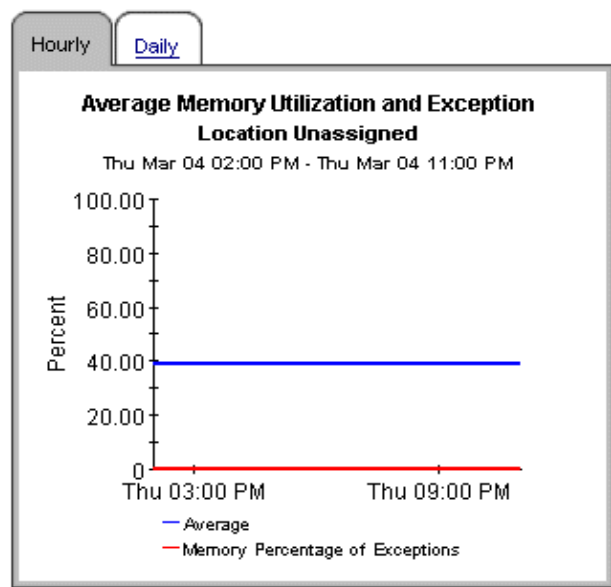 Hourly
Daily
Average Memory Utilization and Exception
Location Unassigned
Thu Mar 04 02:00 PM - Thu Mar 04 11:00 PM
Percent
100.00
80.00
60.00
40.00
20.00
0
Thu 03:00 PM
Thu 09:00 PM
Average
Memory Percentage of Exceptions